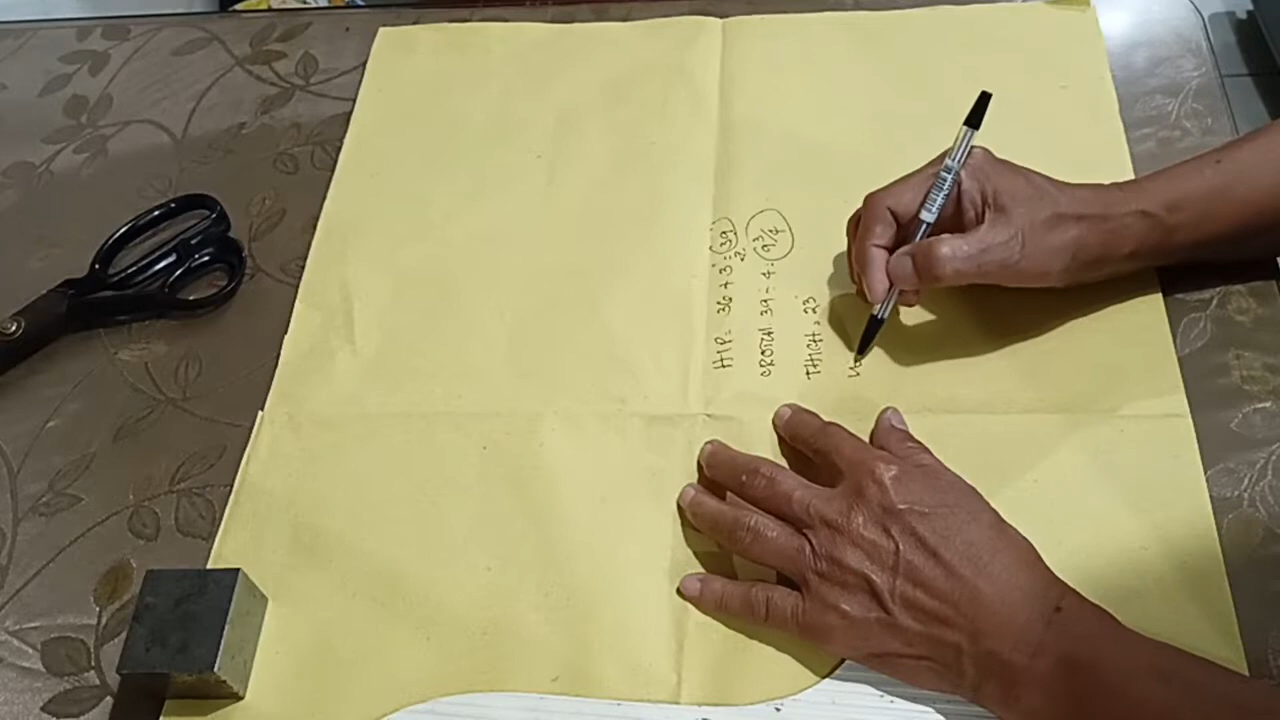 HIP = 36 + 3" = 39"
2
CROTCH 39 ÷ 4 = 9 3/4
THIGH = 23"